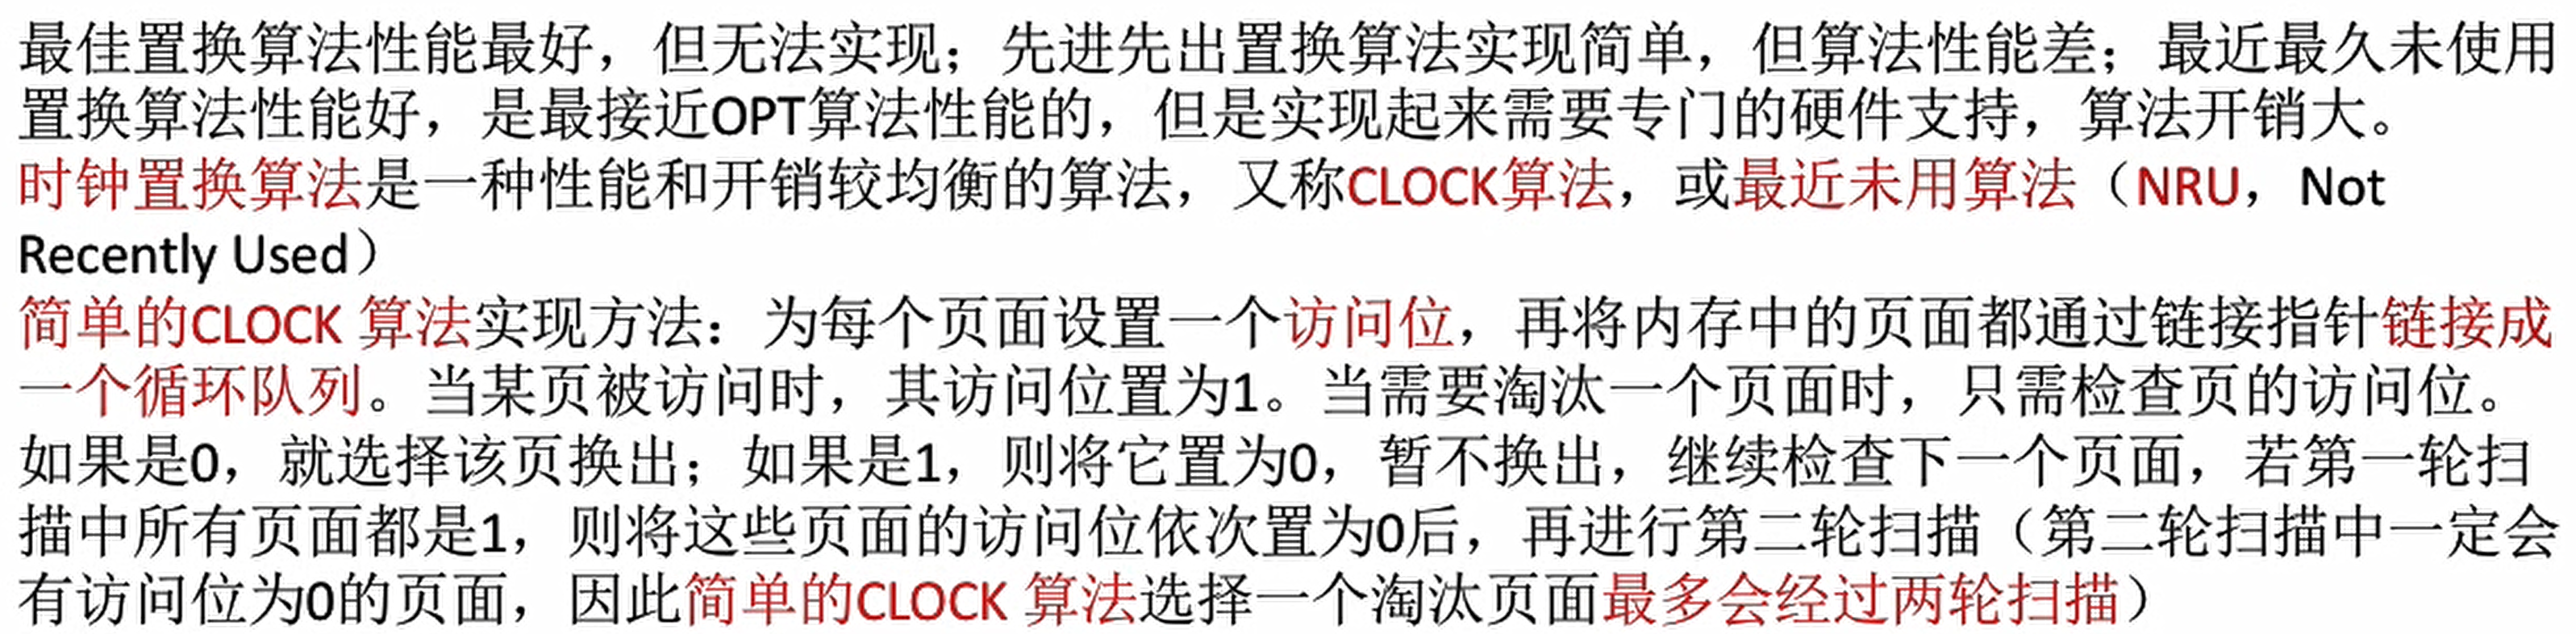 最佳置换算法性能最好，但无法实现；先进先出置换算法实现简单，但算法性能差；最近最久未使用
置换算法性能好，是最接近OPT算法性能的，但是实现起来需要专门的硬件支持，算法开销大。
时钟置换算法是一种性能和开销较均衡的算法，又称CLOCK算法，或最近未用算法（NRU，Not
Recently Used）
简单的CLOCK 算法实现方法：为每个页面设置一个访问位，再将内存中的页面都通过链接指针链接成
一个循环队列。当某页被访问时，其访问位置为1。当需要淘汰一个页面时，只需检查页的访问位。
如果是0，就选择该页换出；如果是1，则将它置为0，暂不换出，继续检查下一个页面，若第一轮扫
描中所有页面都是1，则将这些页面的访问位依次置为0后，再进行第二轮扫描（第二轮扫描中一定会
有访问位为0的页面，因此简单的CLOCK 算法选择一个淘汰页面最多会经过两轮扫描）